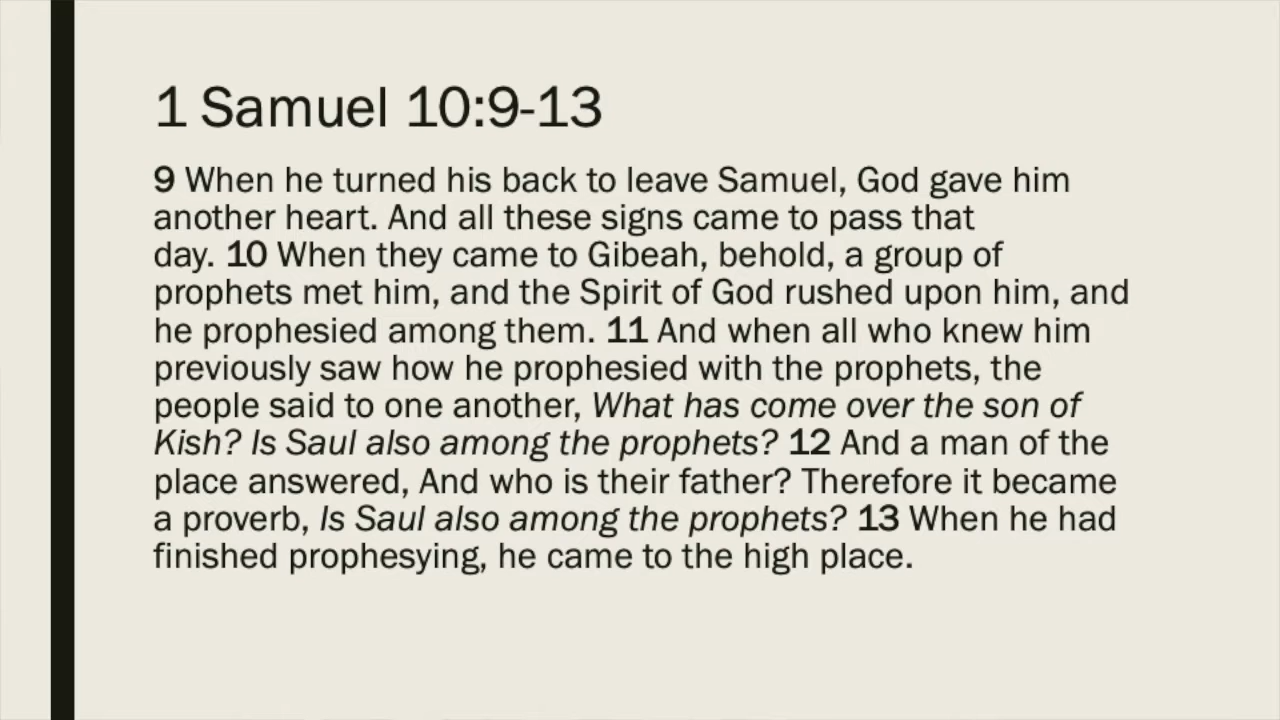 1 Samuel 10:9-13
9 When he turned his back to leave Samuel, God gave him
another heart. And all these signs came to pass that
day. 10 When they came to Gibeah, behold, a group of
prophets met him, and the Spirit of God rushed upon him, and
he prophesied among them. 11 And when all who knew him
previously saw how he prophesied with the prophets, the
people said to one another, What has come over the son of
Kish? Is Saul also among the prophets? 12 And a man of the
place answered, And who is their father? Therefore it became
a proverb, Is Saul also among the prophets? 13 When he had
finished prophesying, he came to the high place.